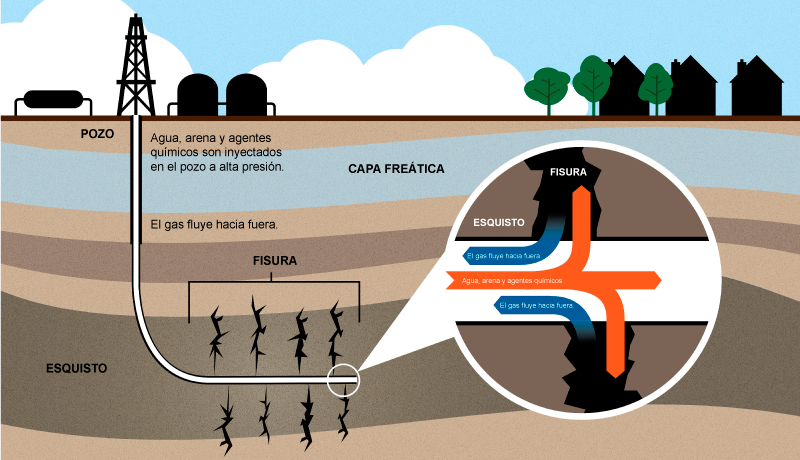 POZO
Agua, arena y agentes
químicos son inyectados
en el pozo a alta presión.
CAPA FREÁTICA
El gas fluye hacia fuera.
FISURA
ESQUISTO
FISURA
ESQUISTO
El gas fluye hacia fuera
Agua, arena y agentes químicos
El gas fluye hacia fuera